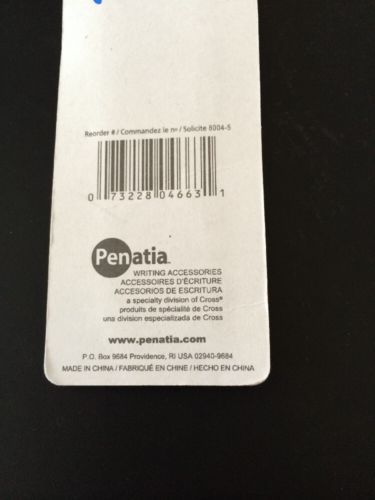 Reorder # / Commandez le nº / Solicite 8004-5
0 73228 04663 1
Penatia™
WRITING ACCESSORIES
ACCESSOIRES D'ÉCRITURE
ACCESORIOS DE ESCRITURA
a specialty division of Cross®
produits de spécialité de Cross
una division especializada de Cross
www.penatia.com
P.O. Box 9684 Providence, RI USA 02940-9684
MADE IN CHINA / FABRIQUÉ EN CHINE / HECHO EN CHINA